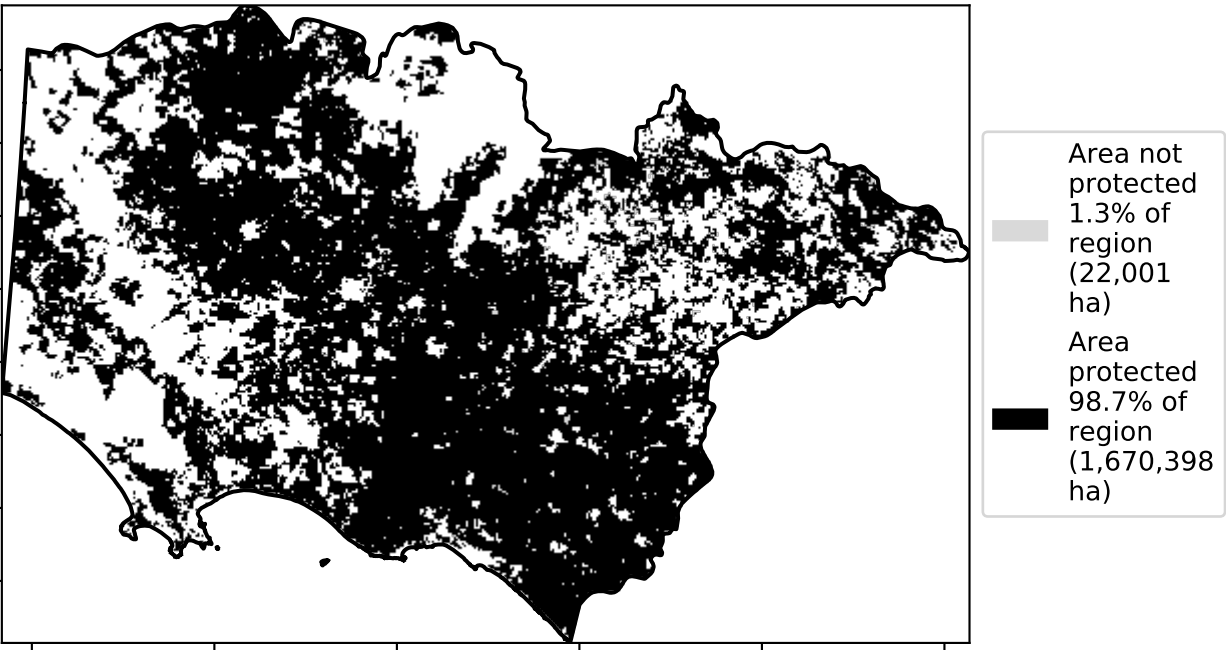 Area not
protected
1.3% of
region
(22,001
ha)
Area
protected
98.7% of
region
(1,670,398
ha)